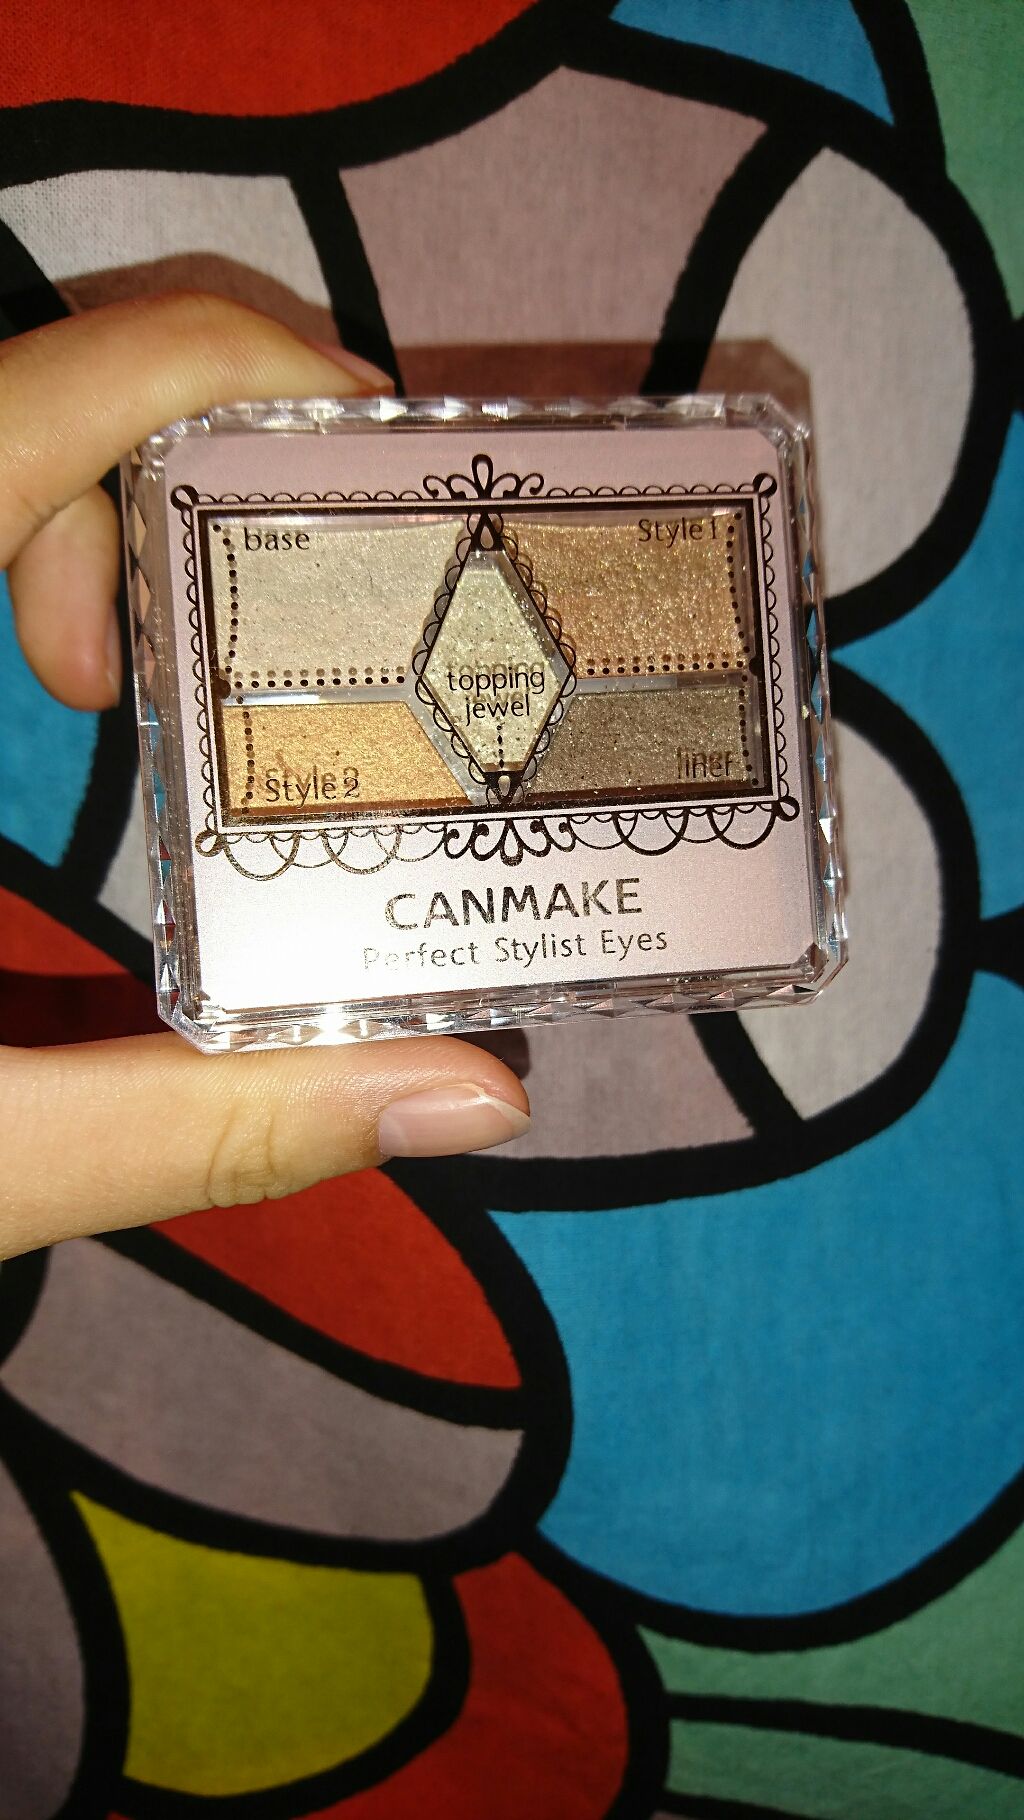 base
Style1
topping
jewel
Style2
liner
CANMAKE
Perfect Stylist Eyes